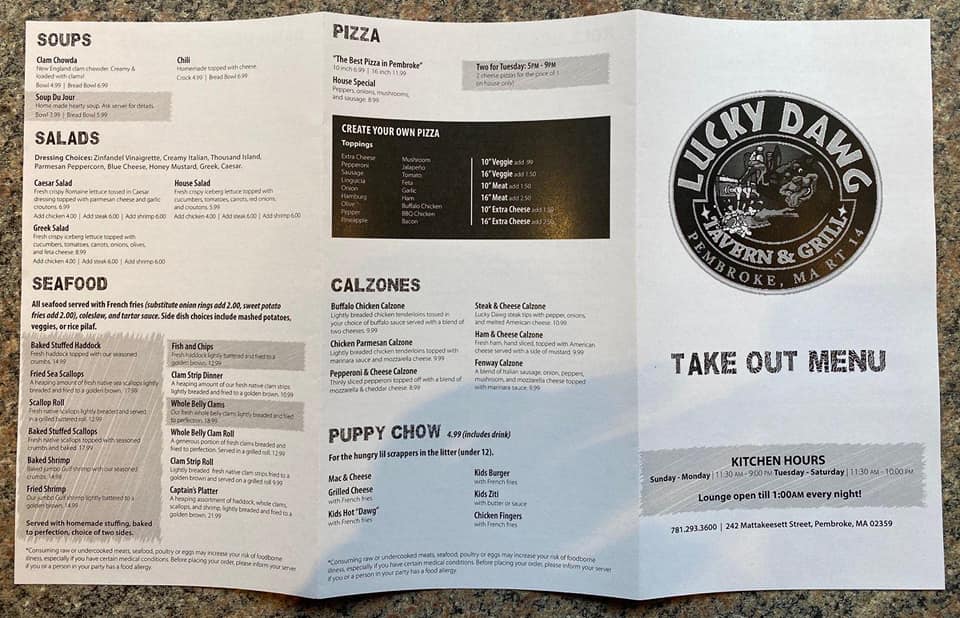 SOUPS
Clam Chowda
New England clam chowder. Creamy &
loaded with clams!
Bowl 4.99 | Bread Bowl 6.99
Soup Du Jour
Home made hearty soup. Ask server for details.
Bowl 3.99 | Bread Bowl 5.99
Chili
Homemade topped with cheese.
Crock 4.99 | Bread Bowl 6.99
SALADS
Dressing Choices: Zinfandel Vinaigrette, Creamy Italian, Thousand Island,
Parmesan Peppercorn, Blue Cheese, Honey Mustard, Greek, Caesar.
Caesar Salad
Fresh crispy Romaine lettuce tossed in Caesar
dressing topped with parmesan cheese and garlic
croutons. 6.99
Add chicken 4.00 | Add steak 6.00 | Add shrimp 6.00
House Salad
Fresh crispy iceberg lettuce topped with
cucumbers, tomatoes, carrots, red onions,
and croutons. 5.99
Add chicken 4.00 | Add steak 6.00 | Add shrimp 6.00
Greek Salad
Fresh crispy iceberg lettuce topped with
cucumbers, tomatoes, carrots, onions, olives,
and feta cheese. 8.99
Add chicken 4.00 | Add steak 6.00 | Add shrimp 6.00
SEAFOOD
All seafood served with French fries (substitute onion rings add 2.00, sweet potato
fries add 2.00), coleslaw, and tartar sauce. Side dish choices include mashed potatoes,
veggies, or rice pilaf.
Baked Stuffed Haddock
Fresh haddock topped with our seasoned
crumbs. 14.99
Fried Sea Scallops
A heaping amount of fresh native sea scallops lightly
breaded and fried to a golden brown. 17.99
Scallop Roll
Fresh native sea scallops lightly breaded and served
in a grilled buttered roll. 12.99
Baked Stuffed Scallops
Fresh native scallops topped with seasoned
crumbs and baked. 17.99
Baked Shrimp
Baked jumbo Gulf shrimp with our seasoned
crumbs. 14.98
Fried Shrimp
Our jumbo Gulf shrimp lightly battered to a
golden brown. 14.99
Served with homemade stuffing, baked
to perfection, choice of two sides.
Fish and Chips
Fresh haddock lightly battered and fried to a
golden brown. 12.99
Clam Strip Dinner
A heaping amount of our fresh native clam strips,
lightly breaded and fried to a golden brown. 10.99
Whole Belly Clams
Our fresh whole belly clams lightly breaded and fried
to perfection. 18.99
Whole Belly Clam Roll
A generous portion of fresh clams breaded and
fried to perfection. Served in a grilled roll. 12.99
Clam Strip Roll
Lightly breaded fresh native clam strips fried to a
golden brown and served on a grilled roll 9.99
Captain's Platter
A heaping assortment of haddock, whole clams,
scallops, and shrimp, lightly breaded and fried to a
golden brown. 21.99
*Consuming raw or undercooked meats, seafood, poultry or eggs may increase your risk of foodborne
illness, especially if you have certain medical conditions. Before placing your order, please inform your server
if you or a person in your party has a food allergy.
PIZZA
"The Best Pizza in Pembroke"
10 inch 6.99 | 16 inch 11.99
House Special
Peppers, onions, mushrooms,
and sausage. 8.99
Two for Tuesday: 5PM - 9PM
2 cheese pizzas for the price of 1
(in house only)
CREATE YOUR OWN PIZZA
Toppings
Extra Cheese
Pepperoni
Sausage
Linguicia
Onion
Hamburg
Olive
Pepper
Pineapple
Mushroom
Jalapeño
Tomato
Feta
Garlic
Ham
Buffalo Chicken
BBQ Chicken
Bacon
10" Veggie add .99
16" Veggie add 1.50
10" Meat add 1.50
16" Meat add 2.50
10" Extra Cheese add 1.50
16" Extra Cheese add 2.50
CALZONES
Buffalo Chicken Calzone
Lightly breaded chicken tenderloins tossed in
your choice of buffalo sauce served with a blend of
two cheeses. 9.99
Chicken Parmesan Calzone
Lightly breaded chicken tenderloins topped with
marinara sauce and mozzarella cheese. 9.99
Pepperoni & Cheese Calzone
Thinly sliced pepperoni topped off with a blend of
mozzarella & cheddar cheese. 8.99
Steak & Cheese Calzone
Lucky Dawg steak tips with pepper, onions,
and melted American cheese. 10.99
Ham & Cheese Calzone
Fresh ham, hand sliced, topped with American
cheese served with a side of mustard. 9.99
Fenway Calzone
A blend of Italian sausage, onion, peppers,
mushroom, and mozzarella cheese topped
with marinara sauce. 8.99
PUPPY CHOW 4.99 (includes drink)
For the hungry lil scrappers in the litter (under 12).
Mac & Cheese
Grilled Cheese
with French fries
Kids Hot "Dawg"
with French fries
Kids Burger
with French fries
Kids Ziti
with butter or sauce
Chicken Fingers
with French fries
*Consuming raw or undercooked meats, seafood, poultry or eggs may increase your risk of foodborne
illness, especially if you have certain medical conditions. Before placing your order, please inform your server
if you or a person in your party has a food allergy.
LUCKY DAWG
TAVERN & GRILL
PEMBROKE, MA RT 14
TAKE OUT MENU
KITCHEN HOURS
Sunday - Monday | 11:30 AM - 9:00 PM Tuesday - Saturday | 11:30 AM - 10:00 PM
Lounge open till 1:00AM every night!
781.293.3600 | 242 Mattakeesett Street, Pembroke, MA 02359